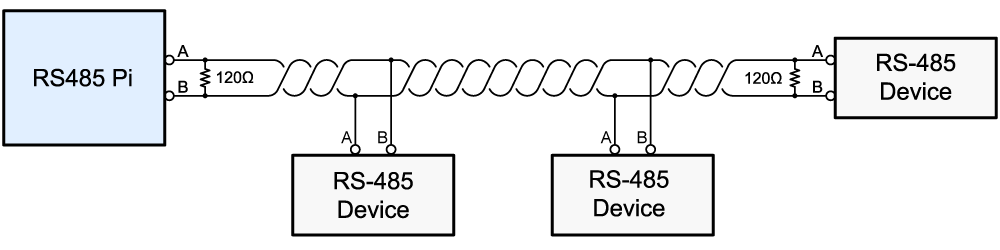 A
A
RS485 Pi
120Ω
120Ω
RS-485
Device
B
B
A
B
A
B
RS-485
Device
RS-485
Device